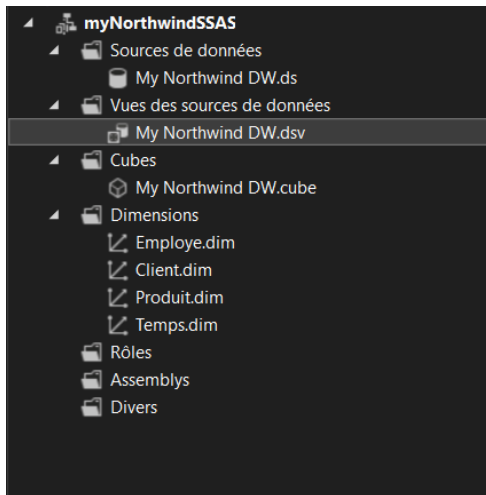 myNorthwindSSAS
Sources de données
My Northwind DW.ds
Vues des sources de données
My Northwind DW.dsv
Cubes
My Northwind DW.cube
Dimensions
Employe.dim
Client.dim
Produit.dim
Temps.dim
Rôles
Assemblys
Divers